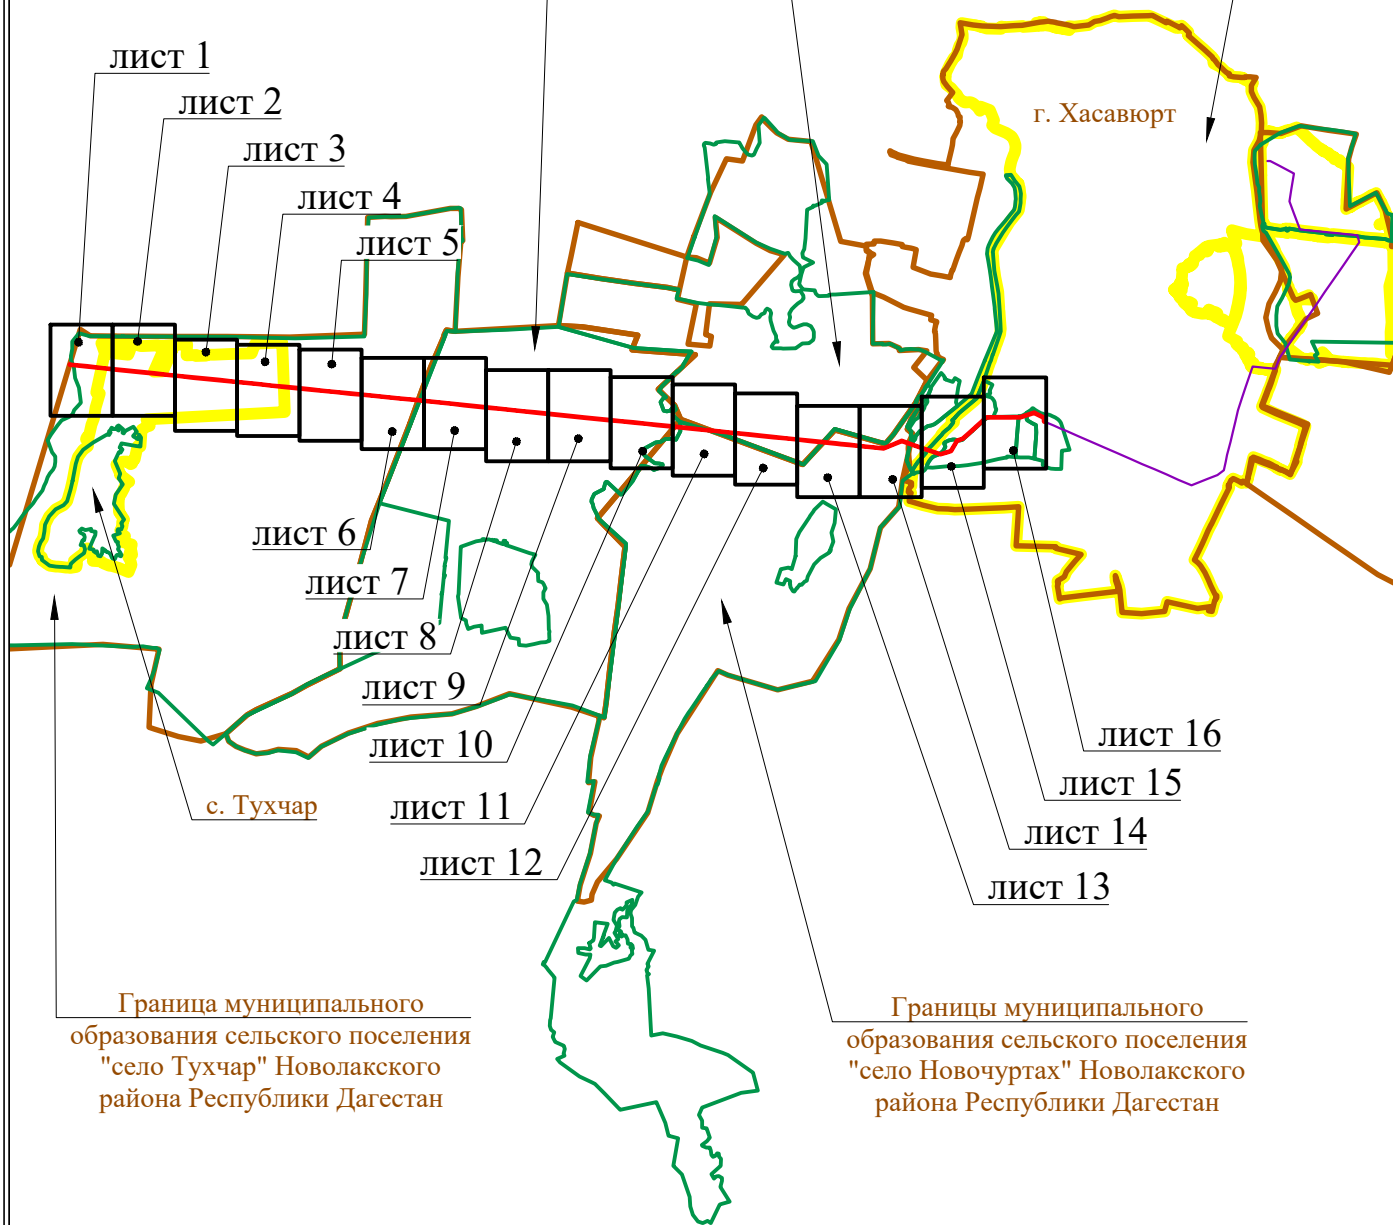 лист 1
лист 2
лист 3
лист 4
лист 5
г. Хасавюрт
лист 6
лист 7
лист 8
лист 9
лист 10
лист 11
лист 12
лист 16
лист 15
лист 14
лист 13
с. Тухчар
Граница муниципального
образования сельского поселения
"село Тухчар" Новолакского
района Республики Дагестан
Границы муниципального
образования сельского поселения
"село Новочуртах" Новолакского
района Республики Дагестан